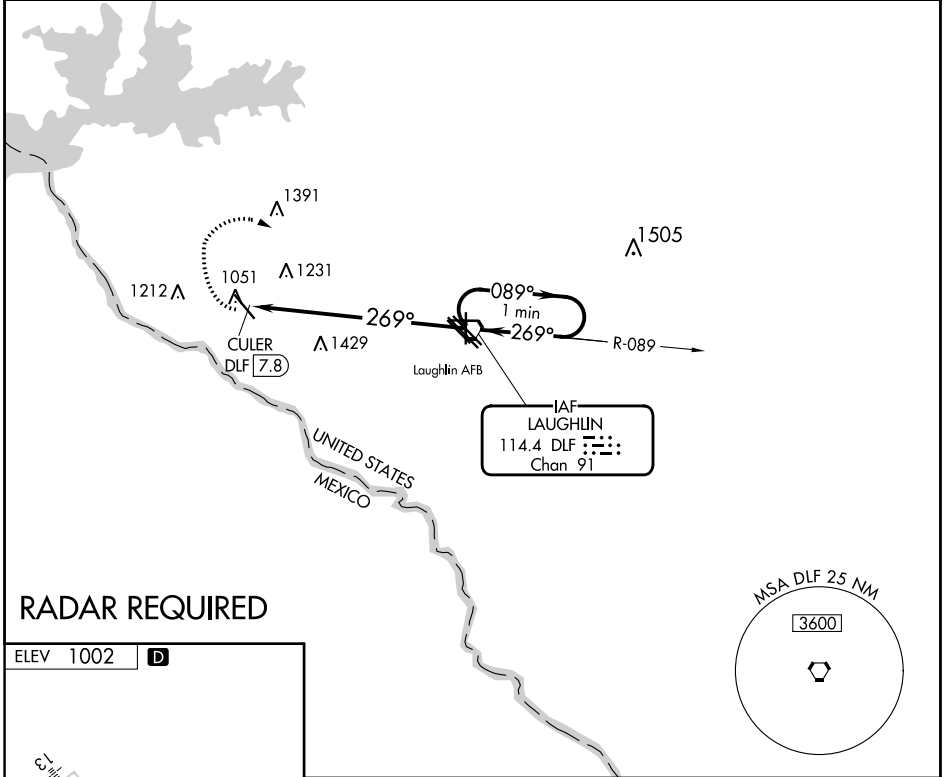 1391
1505
1231
1051
1212
089°
1 min
269°
269°
R-089
1429
CULER
DLF 7.8
Laughlin AFB
IAF
LAUGHLIN
114.4 DLF
Chan 91
UNITED STATES
MEXICO
MSA DLF 25 NM
3600
RADAR REQUIRED
ELEV 1002 D
13